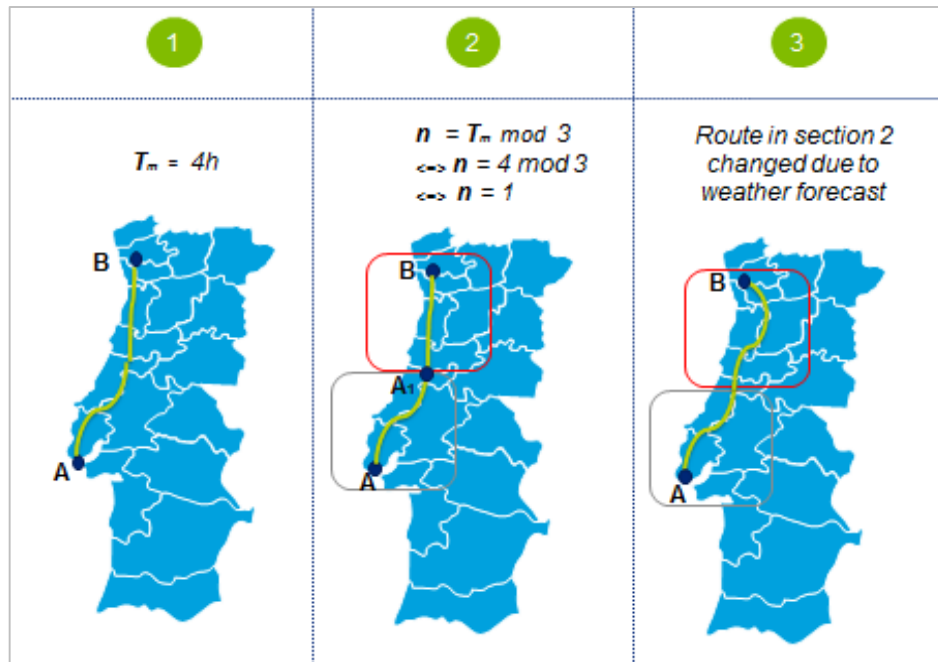 1
2
3
Tm = 4h
n = Tm mod 3
<=> n = 4 mod 3
<=> n = 1
Route in section 2
changed due to
weather forecast
B
A
B
A1
A
B
A